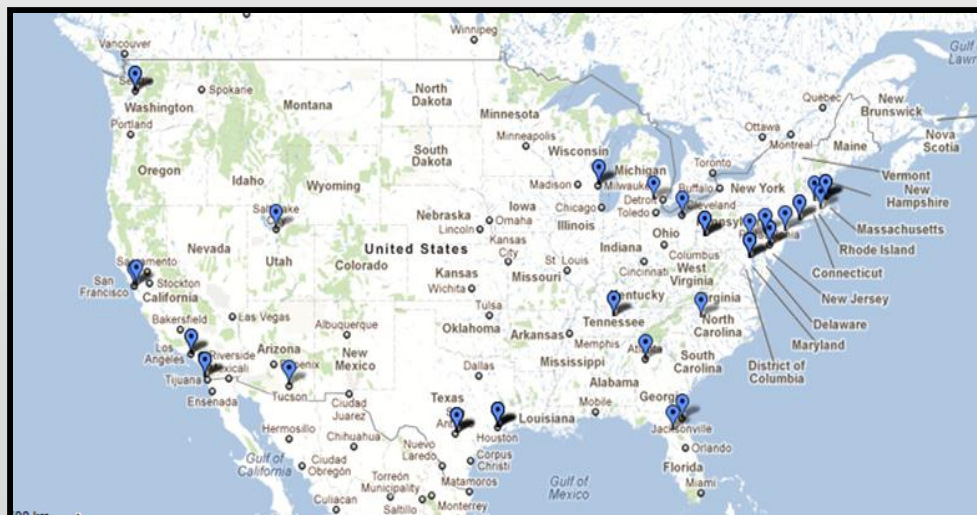 Winnipeg
Vancouver
Spokane
Washington
Portland
Montana
North
Dakota
Minnesota
Minneapolis
Quebec
New
Brunswick
Ottawa
Montreal
Maine
Nova
Scotia
Gulf of
Oregon
Idaho
Wyoming
South
Dakota
Wisconsin
Michigan
Toronto
Vermont
Madison
Milwauke
Buffalo
New York
New
Hampshire
Detroit
Cleveland
Massachusetts
Chicago
Toledo
Iowa
Nebraska
Omaha
Lincoln
Illinois
Indiana
Ohio
Rhode Island
Nevada
Utah
United States
Colorado
Kansas
City
Columbus
Connecticut
Sacramento
San
Francisco
Stockton
California
Kansas
Missouri
St Louis
Cincinnati
West
Virginia
New Jersey
Wichita
Las Vegas
Bakersfield
Tulsa
Tennessee
North
Carolina
Delaware
Maryland
Los
Angeles
Riverside
Arizona
Albuquerque
New
Mexico
Oklahoma
Arkansas
Memphis
Mississippi
South
Carolina
District of
Columbia
Tijuana
Tucson
Dallas
Alabama
Ensenada
Ciudad
Juarez
Texas
Louisiana
Mobile
Houston
Jacksonville
Hermosillo
Chihuahua
Nuevo
Laredo
Corpus
Christi
Orlando
Florida
Gulf of
California
Ciudad
Obregón
Torreón
Municipality
Matamoros
Gulf of
Mexico
Miami
Culiacan
Saltillo
Monterrey